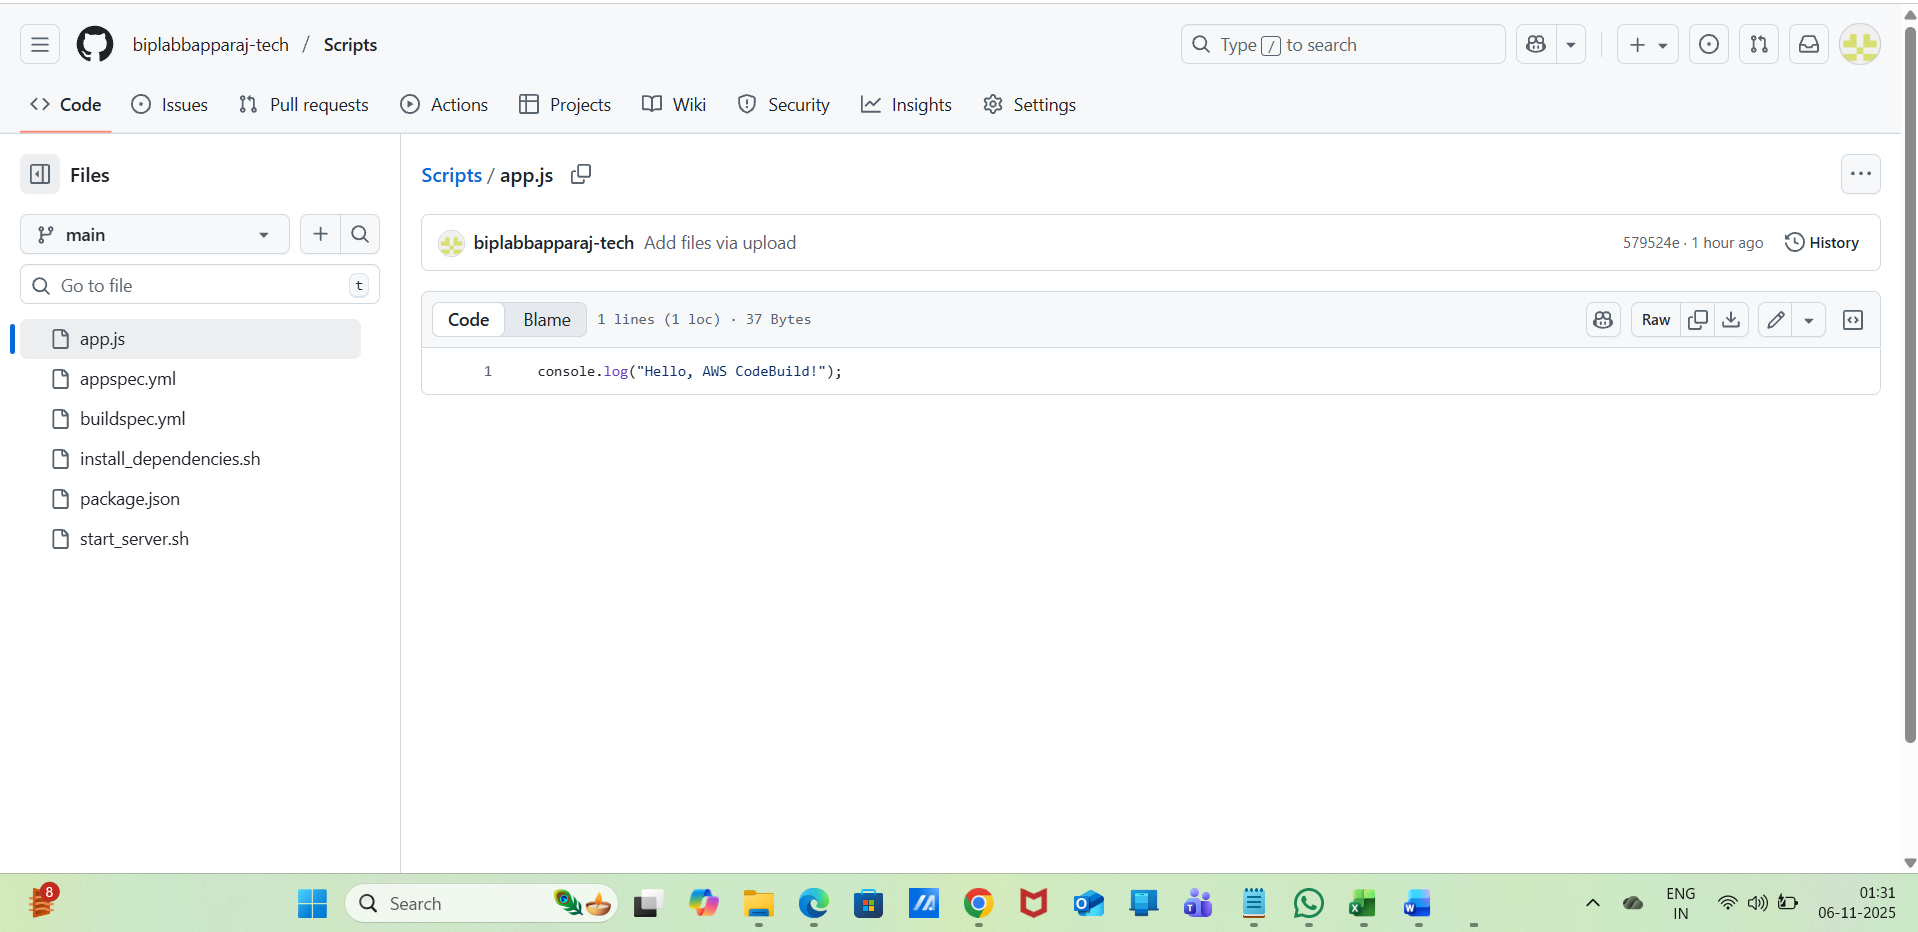 biplabbapparaj-tech / Scripts
Type / to search
Code Issues Pull requests Actions Projects Wiki Security Insights Settings
Files
main
Go to file t
app.js
appspec.yml
buildspec.yml
install_dependencies.sh
package.json
start_server.sh
Scripts / app.js
biplabbapparaj-tech Add files via upload
579524e · 1 hour ago History
Code Blame 1 lines (1 loc) · 37 Bytes
Raw
1 console.log("Hello, AWS CodeBuild!");
8
Search
ENG
IN
01:31
06-11-2025